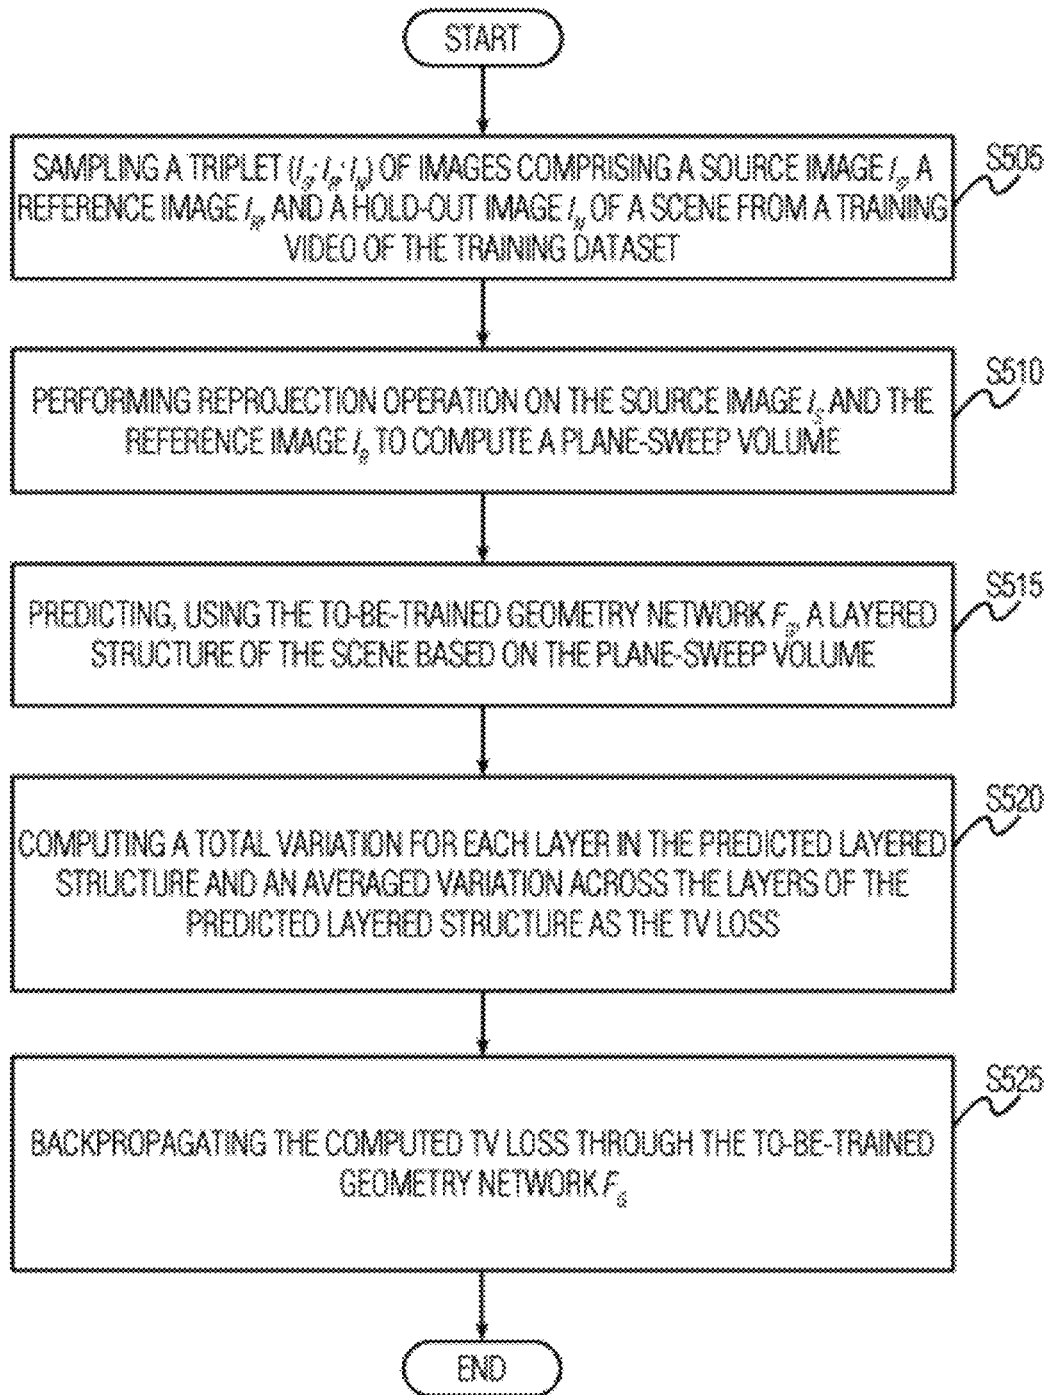 START
S505
SAMPLING A TRIPLET (I_S; I_R; I_N) OF IMAGES COMPRISING A SOURCE IMAGE I_S, A
REFERENCE IMAGE I_R, AND A HOLD-OUT IMAGE I_N OF A SCENE FROM A TRAINING
VIDEO OF THE TRAINING DATASET
S510
PERFORMING REPROJECTION OPERATION ON THE SOURCE IMAGE I_S AND THE
REFERENCE IMAGE I_R TO COMPUTE A PLANE-SWEEP VOLUME
S515
PREDICTING, USING THE TO-BE-TRAINED GEOMETRY NETWORK F_G, A LAYERED
STRUCTURE OF THE SCENE BASED ON THE PLANE-SWEEP VOLUME
S520
COMPUTING A TOTAL VARIATION FOR EACH LAYER IN THE PREDICTED LAYERED
STRUCTURE AND AN AVERAGED VARIATION ACROSS THE LAYERS OF THE
PREDICTED LAYERED STRUCTURE AS THE TV LOSS
S525
BACKPROPAGATING THE COMPUTED TV LOSS THROUGH THE TO-BE-TRAINED
GEOMETRY NETWORK F_G
END